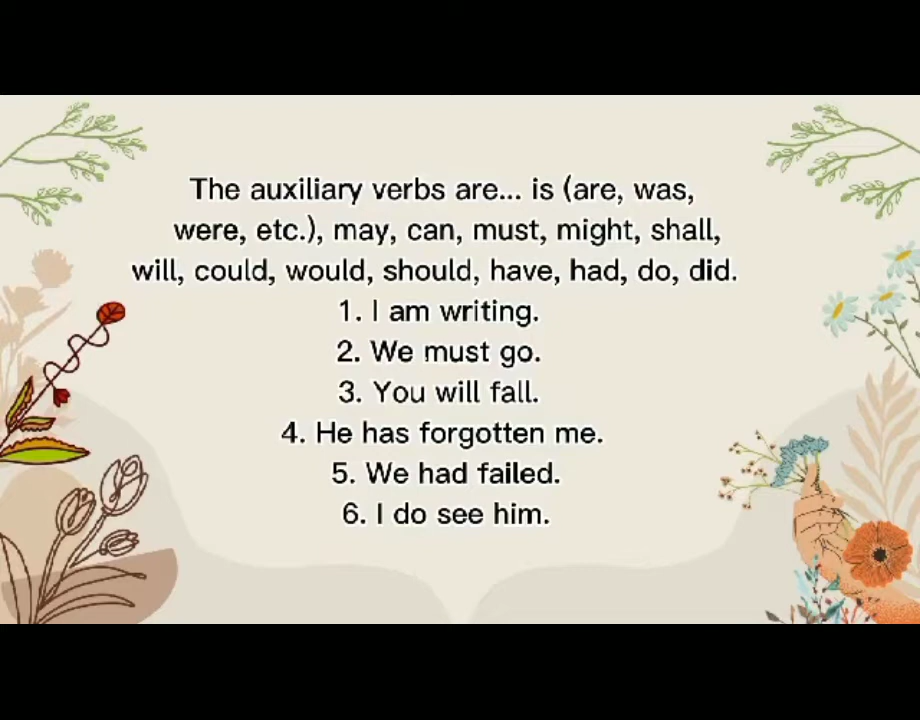 The auxiliary verbs are... is (are, was,
were, etc.), may, can, must, might, shall,
will, could, would, should, have, had, do, did.
1. I am writing.
2. We must go.
3. You will fall.
4. He has forgotten me.
5. We had failed.
6. I do see him.